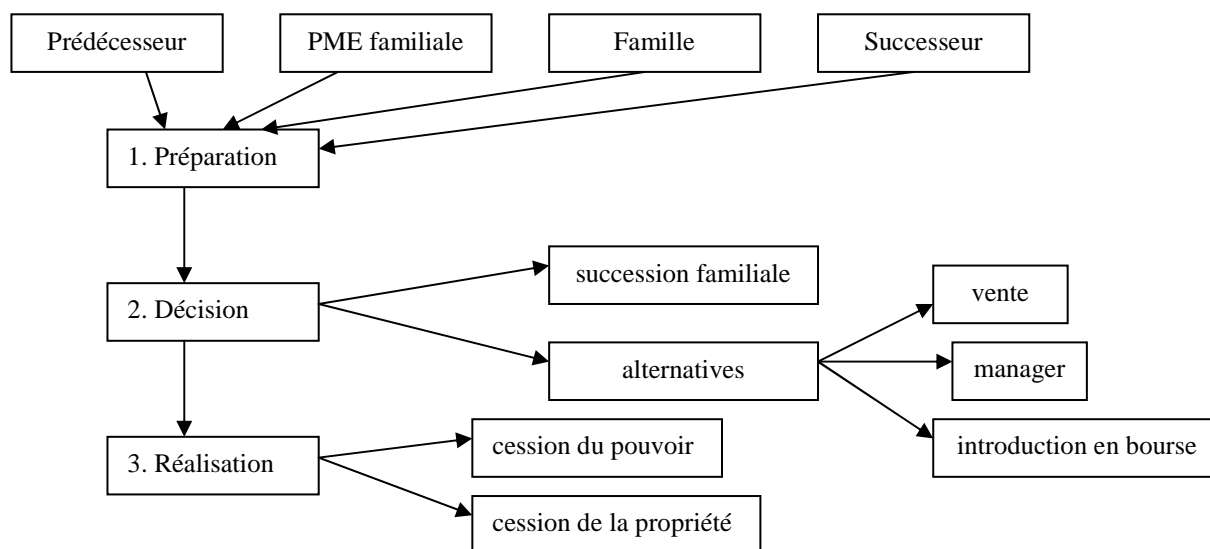 Prédécesseur
PME familiale
Famille
Successeur
1. Préparation
2. Décision
succession familiale
alternatives
vente
manager
introduction en bourse
3. Réalisation
cession du pouvoir
cession de la propriété